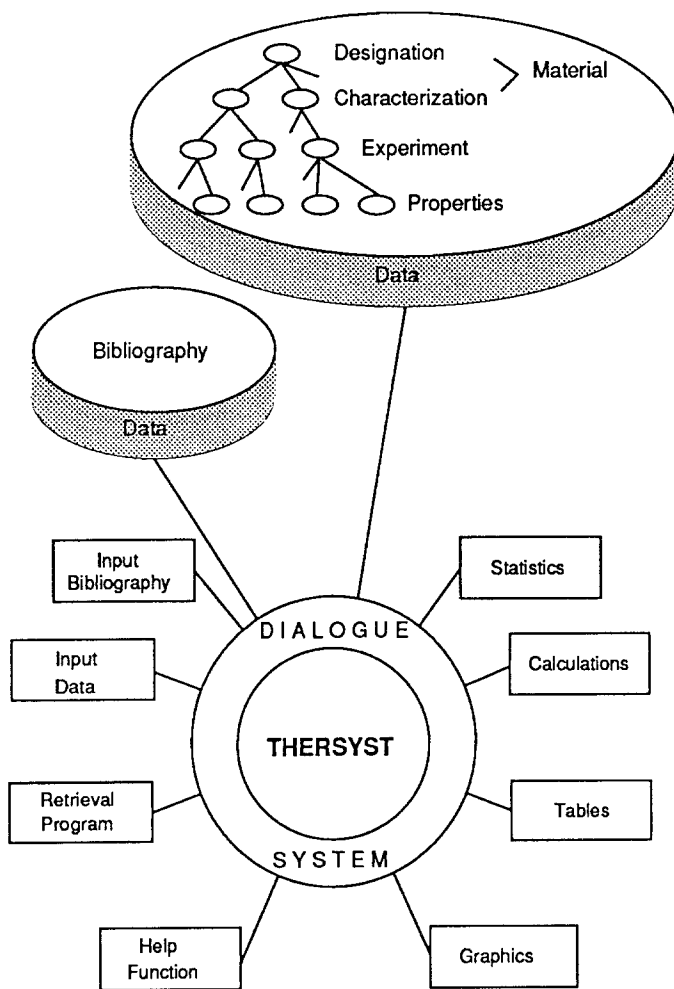 Designation
Material
Characterization
Experiment
Properties
Data
Bibliography
Data
Input
Bibliography
Statistics
DIALOGUE
Input
Data
Calculations
THERSYST
Retrieval
Program
Tables
SYSTEM
Help
Function
Graphics